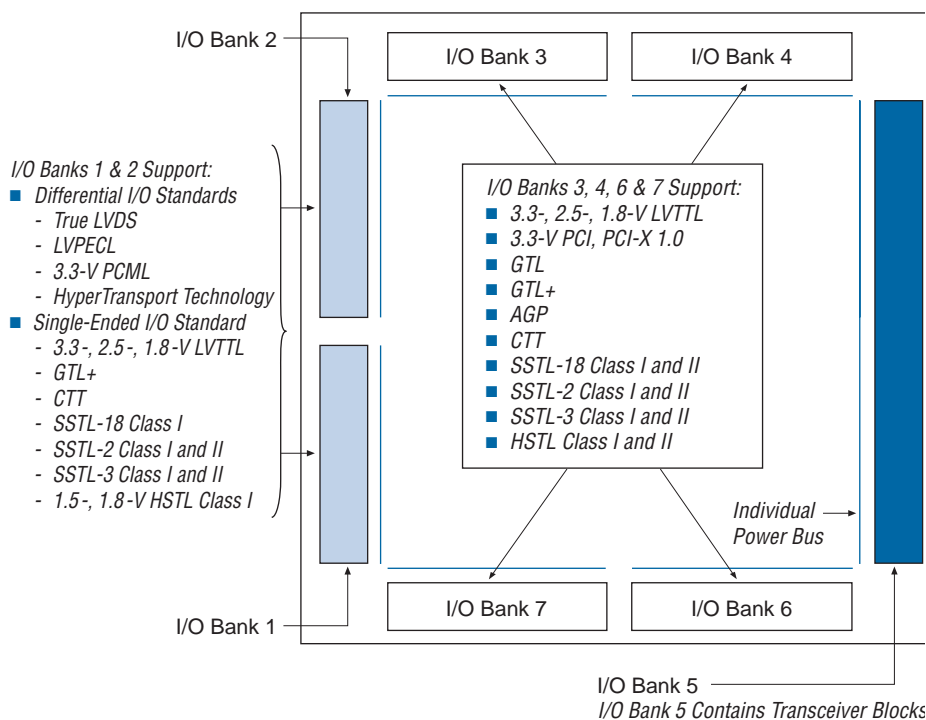 I/O Bank 2
I/O Bank 3
I/O Bank 4
I/O Banks 1 & 2 Support:
■ Differential I/O Standards
- True LVDS
- LVPECL
- 3.3-V PCML
- HyperTransport Technology
■ Single-Ended I/O Standard
- 3.3-, 2.5-, 1.8-V LVTTL
- GTL+
- CTT
- SSTL-18 Class I
- SSTL-2 Class I and II
- SSTL-3 Class I and II
- 1.5-, 1.8-V HSTL Class I
I/O Banks 3, 4, 6 & 7 Support:
■ 3.3-, 2.5-, 1.8-V LVTTL
■ 3.3-V PCI, PCI-X 1.0
■ GTL
■ GTL+
■ AGP
■ CTT
■ SSTL-18 Class I and II
■ SSTL-2 Class I and II
■ SSTL-3 Class I and II
■ HSTL Class I and II
Individual
Power Bus
I/O Bank 7
I/O Bank 6
I/O Bank 1
I/O Bank 5
I/O Bank 5 Contains Transceiver Blocks